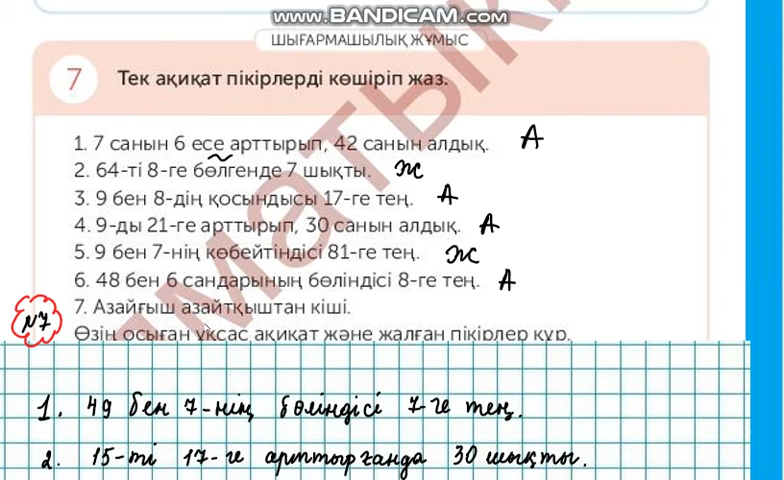 www.BANDICAM.com
ШЫҒАРМАШЫЛЫҚ ЖҰМЫС
7 Тек ақиқат пікірлерді көшіріп жаз.
1. 7 санын 6 есе арттырып, 42 санын алдық. А
2. 64-ті 8-ге бөлгенде 7 шықты. Ж
3. 9 бен 8-дің қосындысы 17-ге тең. А
4. 9-ды 21-ге арттырып, 30 санын алдық. А
5. 9 бен 7-нің көбейтіндісі 81-ге тең. Ж
6. 48 бен 6 сандарының бөліндісі 8-ге тең. А
7. Азайғыш азайтқыштан кіші.
№7
Өзің осыған ұқсас ақиқат және жалған пікірлер құр.
1. 49 бен 7-нің бөліндісі 7-ге тең.
2. 15-ті 17-ге арттырғанда 30 шықты.